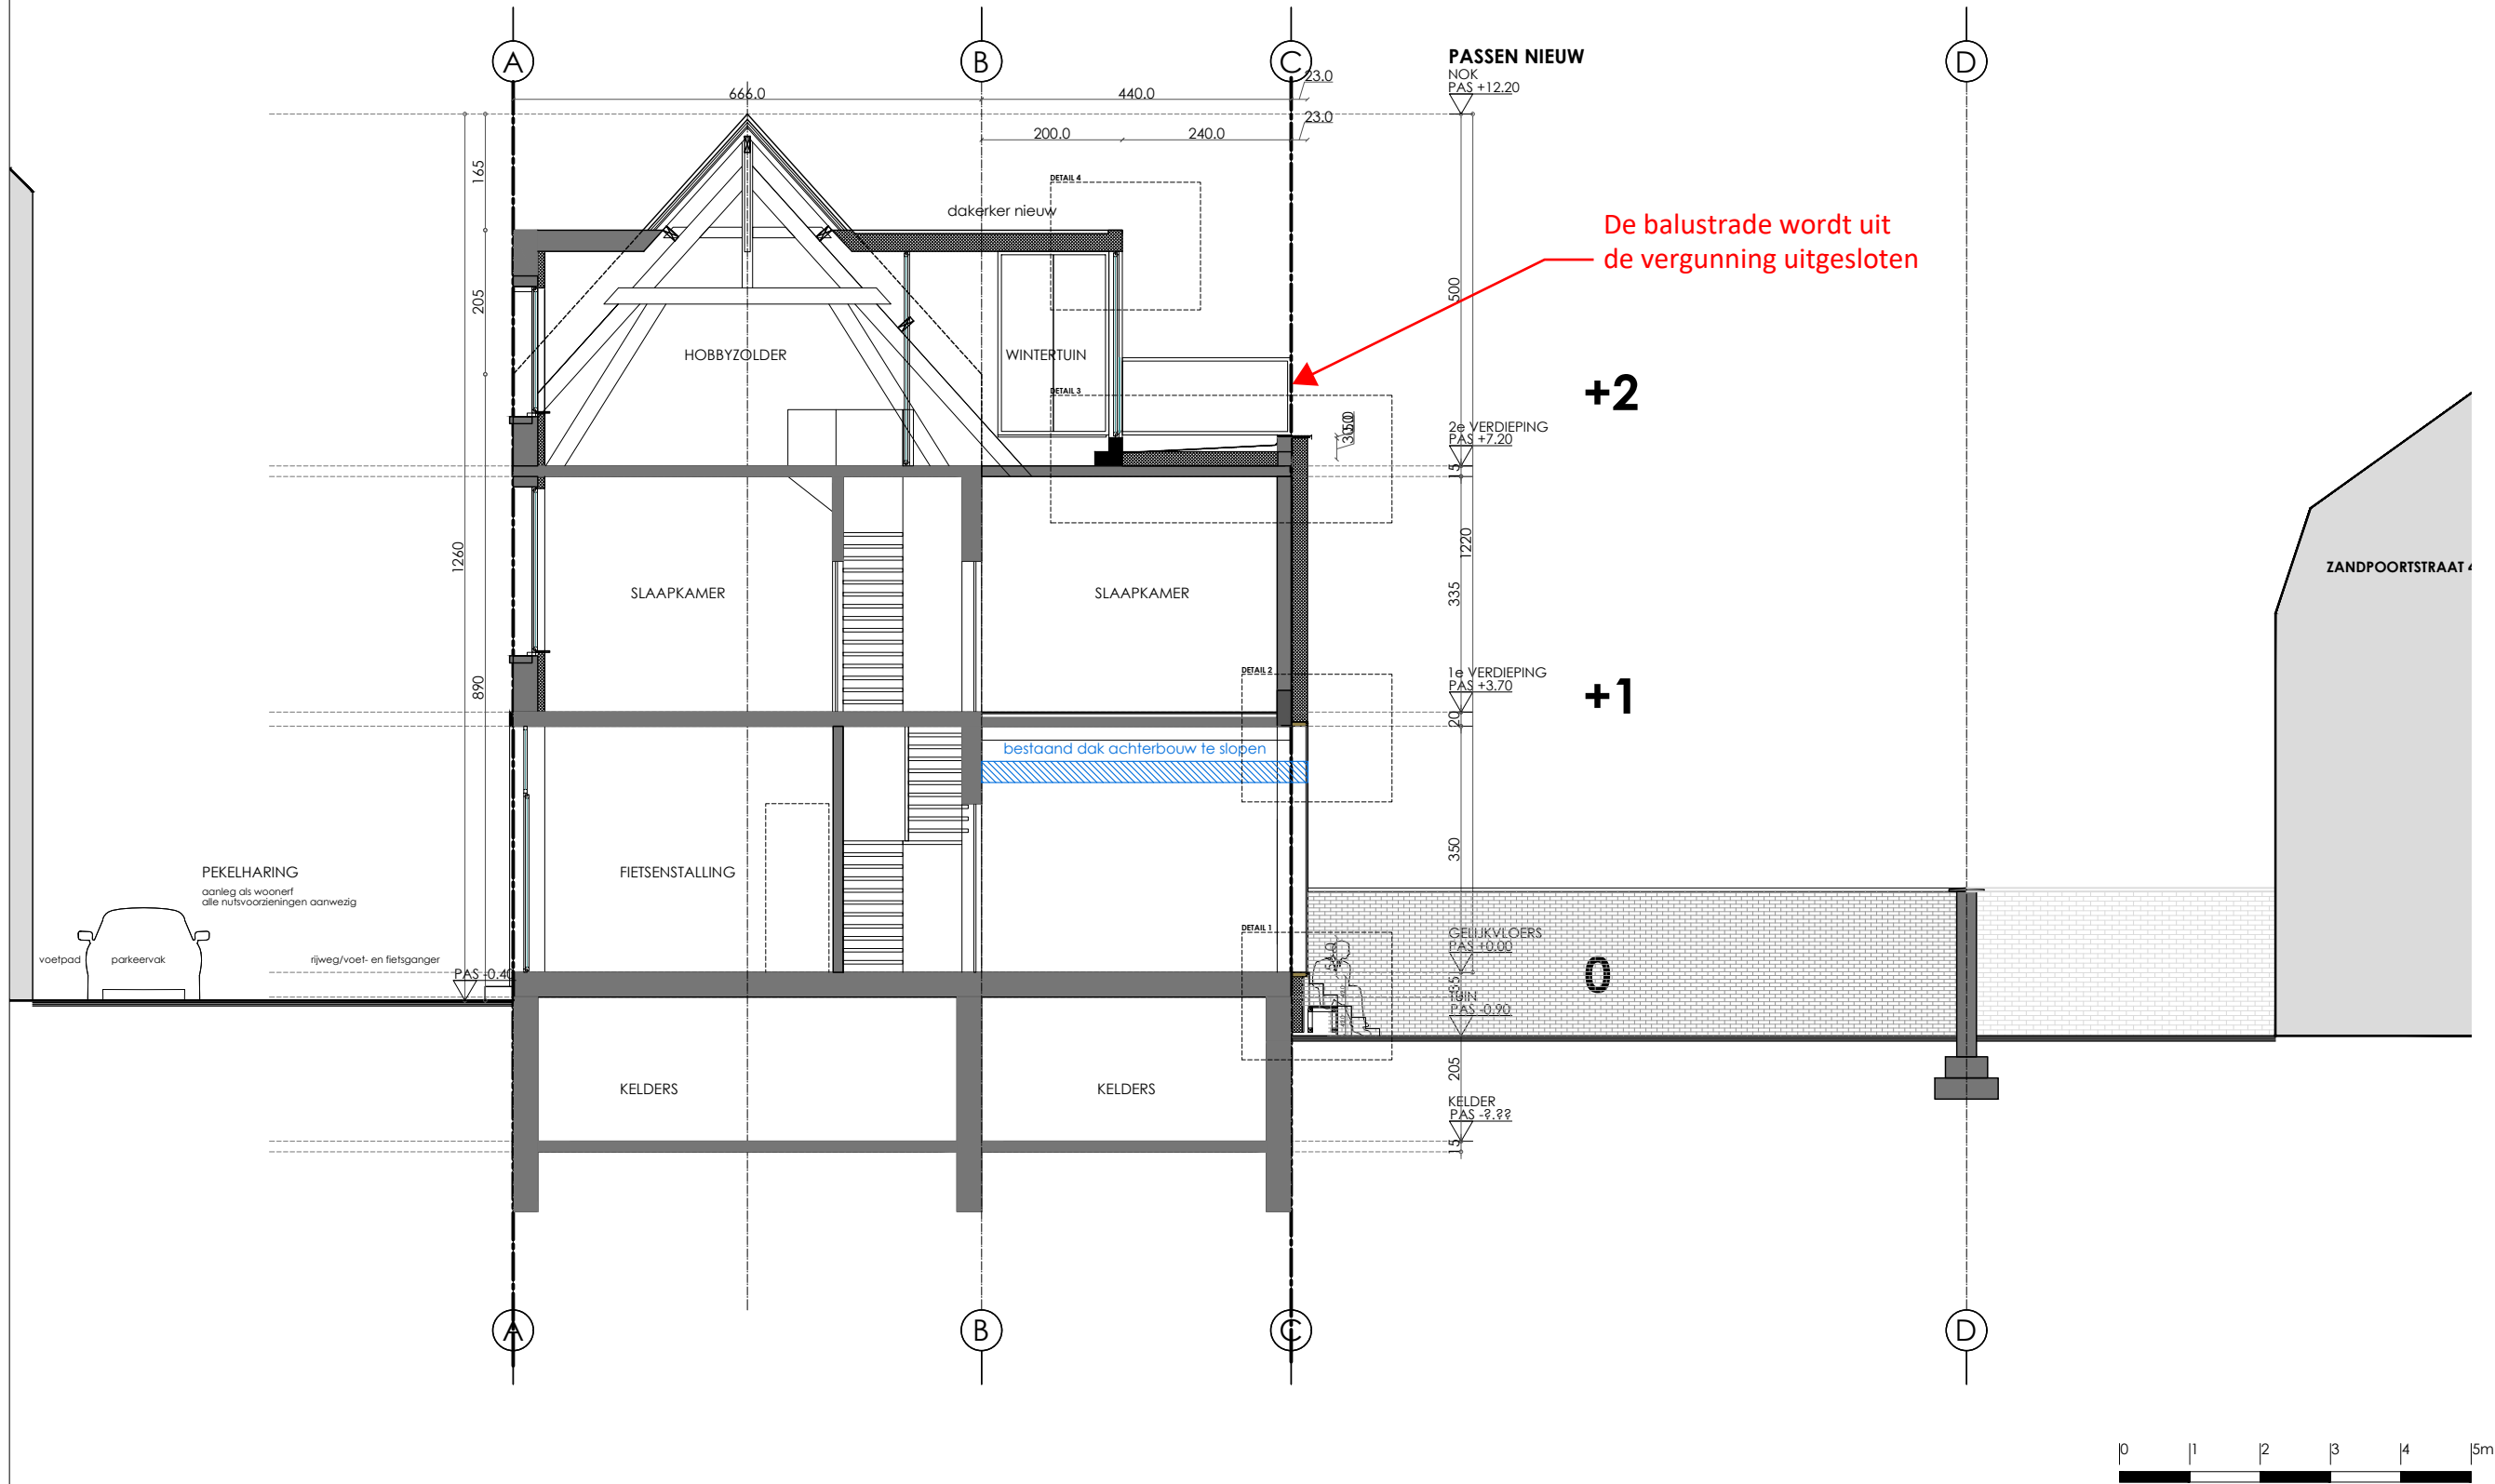 A
B
C
D
PASSEN NIEUW
NOK
PAS +12.20
23.0
666.0
440.0
23.0
200.0
240.0
165
DETAIL 4
dakerker nieuw
De balustrade wordt uit
de vergunning uitgesloten
205
500
HOBBYZOLDER
WINTERTUIN
DETAIL 3
+2
2e VERDIEPING
PAS +7.20
15
1260
1220
ZANDPOORTSTRAAT
SLAAPKAMER
SLAAPKAMER
335
890
DETAIL 2
1e VERDIEPING
PAS +3.70
+1
20
bestaand dak achterbouw te slopen
350
PEKELHARING
aanleg als woonerf
alle nutsvoorzieningen aanwezig
FIETSENSTALLING
DETAIL 1
GELIJKVLOERS
PAS +0.00
voetpad
parkeervak
rijweg/voet- en fietsganger
PAS -0.40
0
35
TUIN
PAS -0.90
KELDERS
KELDERS
205
KELDER
PAS -?.??
15
A
B
C
D
0
1
2
3
4
5m